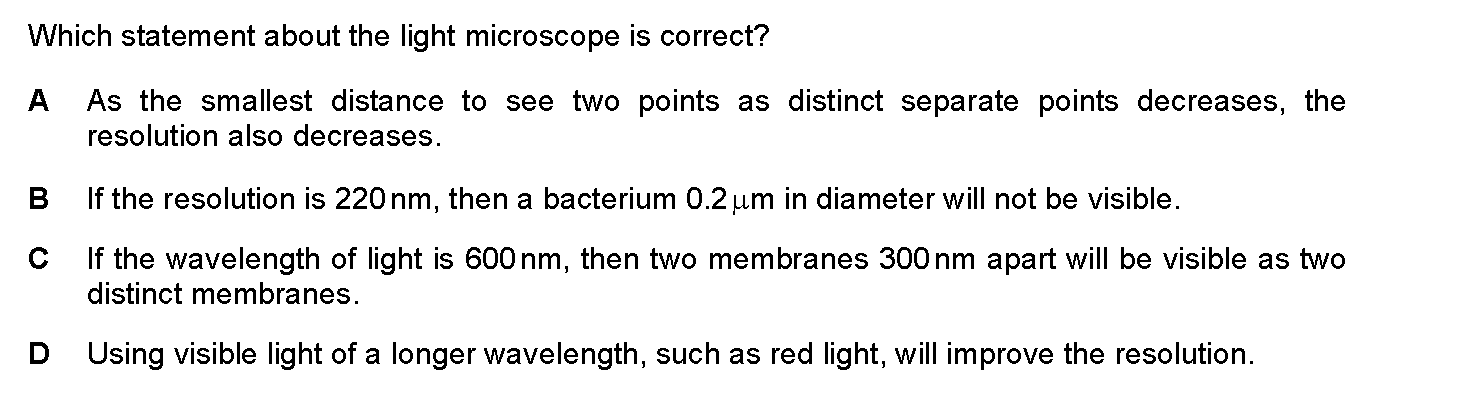 Which statement about the light microscope is correct?
A As the smallest distance to see two points as distinct separate points decreases, the
resolution also decreases.
B If the resolution is 220 nm, then a bacterium 0.2 μm in diameter will not be visible.
C If the wavelength of light is 600 nm, then two membranes 300 nm apart will be visible as two
distinct membranes.
D Using visible light of a longer wavelength, such as red light, will improve the resolution.